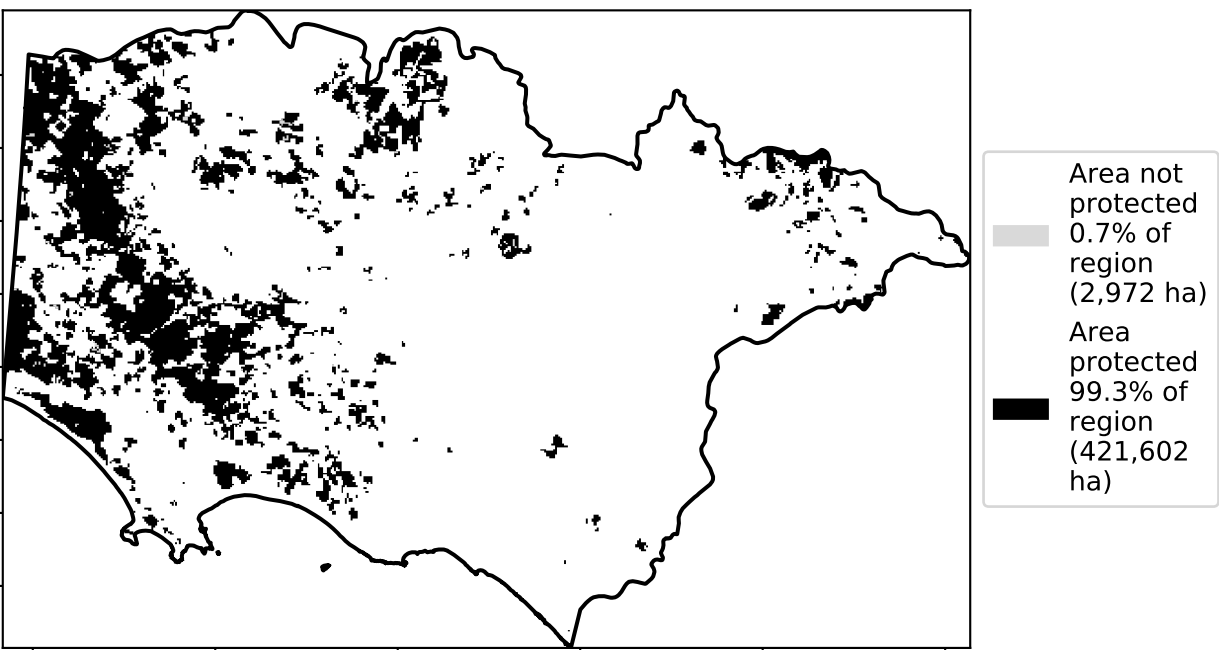 Area not
protected
0.7% of
region
(2,972 ha)
Area
protected
99.3% of
region
(421,602
ha)